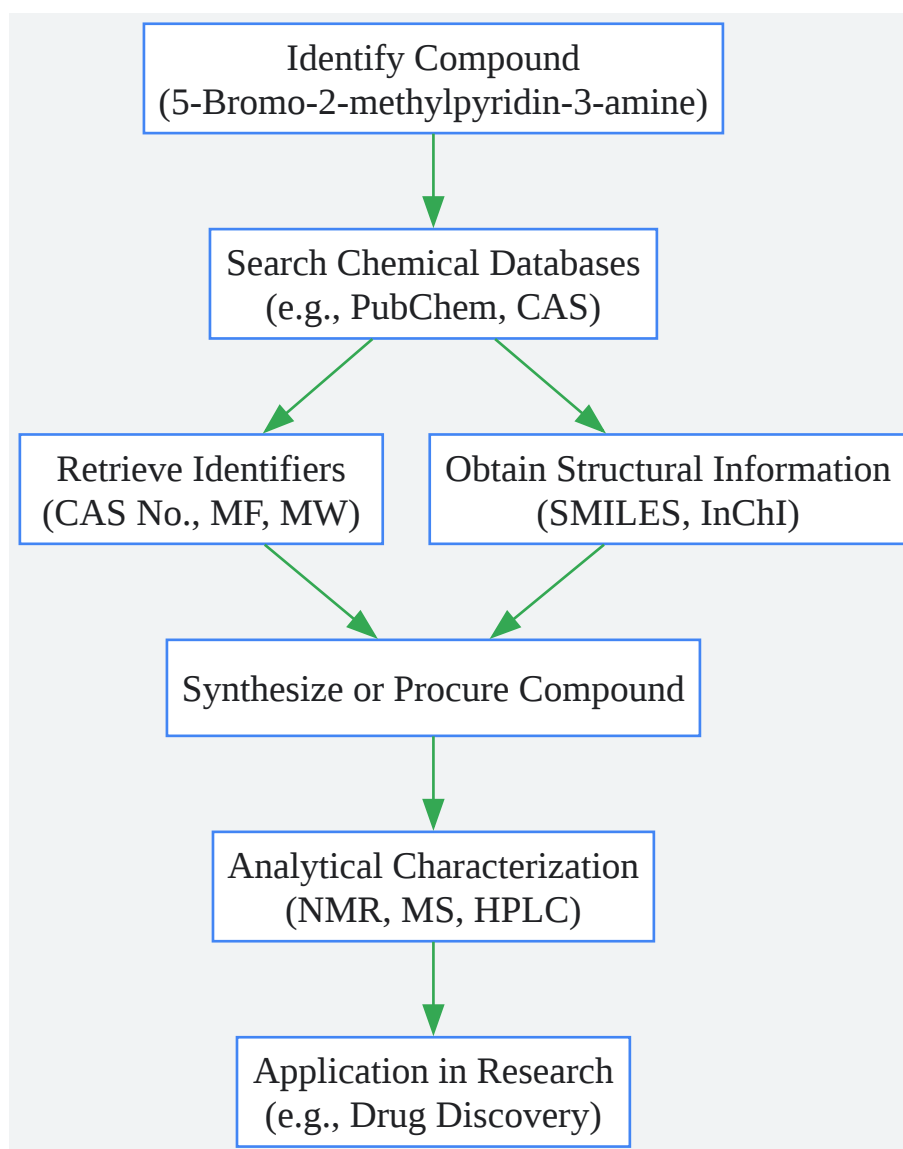 Identify Compound
(5-Bromo-2-methylpyridin-3-amine)
Search Chemical Databases
(e.g., PubChem, CAS)
Retrieve Identifiers
(CAS No., MF, MW)
Obtain Structural Information
(SMILES, InChI)
Synthesize or Procure Compound
Analytical Characterization
(NMR, MS, HPLC)
Application in Research
(e.g., Drug Discovery)